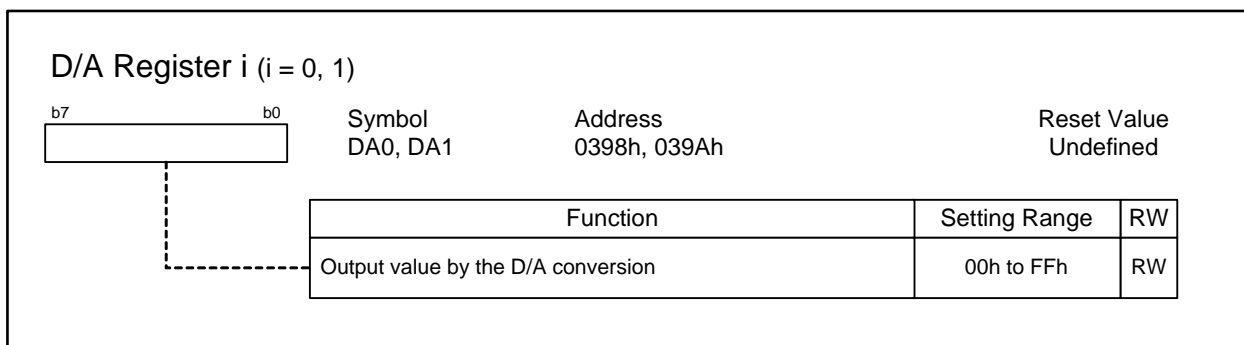 D/A Register i (i = 0, 1)
b7 b0 Symbol Address Reset Value
DA0, DA1 0398h, 039Ah Undefined
Function Setting Range RW
Output value by the D/A conversion 00h to FFh RW